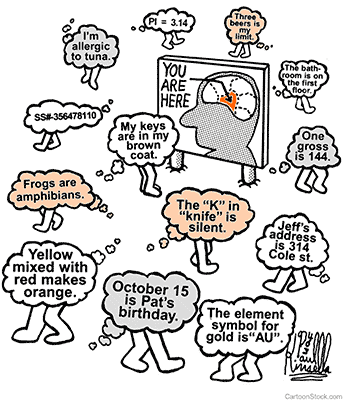 I'm
allergic
to tuna.
PI = 3.14
Three
beers is
my
limit.
YOU
ARE
HERE
The bath-
room is on
the first
floor.
SS#-356478110
My keys
are in my
brown
coat.
One
gross
is 144.
Frogs are
amphibians.
The "K" in
"knife" is
silent.
Jeff's
address
is 314
Cole st.
Yellow
mixed with
red makes
orange.
October 15
is Pat's
birthday.
The element
symbol for
gold is "AU".
Kinsella
CartoonStock.com